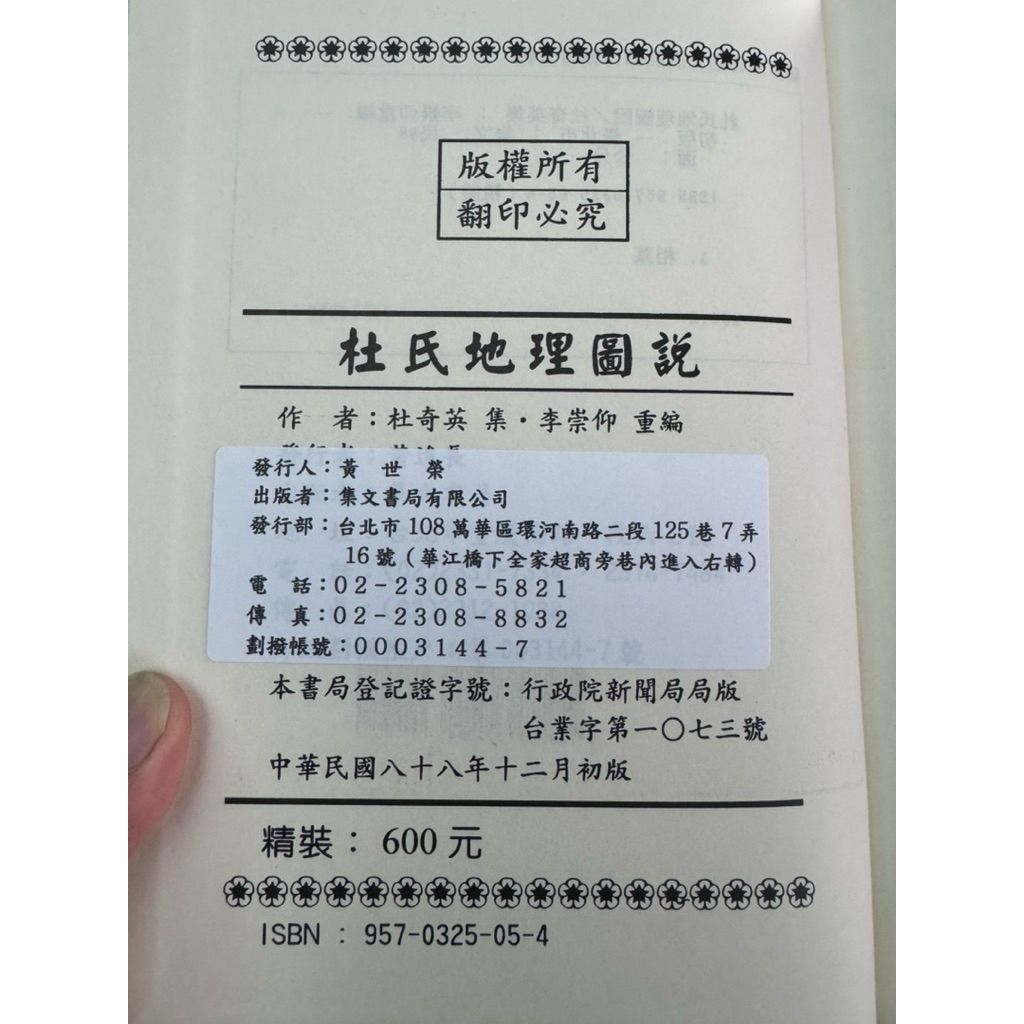 版權所有
翻印必究
杜氏地理圖說
作　者：杜奇英 集・李崇仰 重編
發行人：黃 世 榮
出版者：集文書局有限公司
發行部：台北市 108 萬華區環河南路二段 125 巷 7 弄
16 號（華江橋下全家超商旁巷內進入右轉）
電　話：02-2308-5821
傳　真：02-2308-8832
劃撥帳號：0003144-7
本書局登記證字號：行政院新聞局局版
台業字第一〇七三號
中華民國八十八年十二月初版
精裝： 600 元
ISBN : 957-0325-05-4